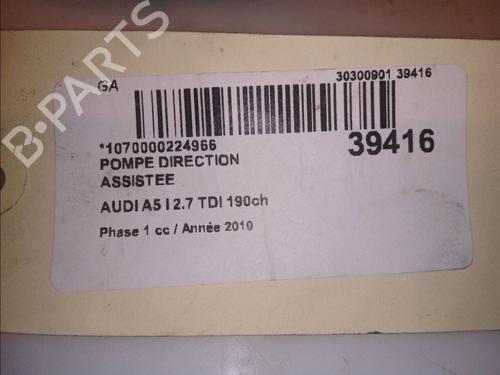 GA
30300901 39416
*1070000224966
39416
POMPE DIRECTION
ASSISTEE
AUDI A5 I 2.7 TDI 190ch
Phase 1 cc / Année 2010
B-PARTS